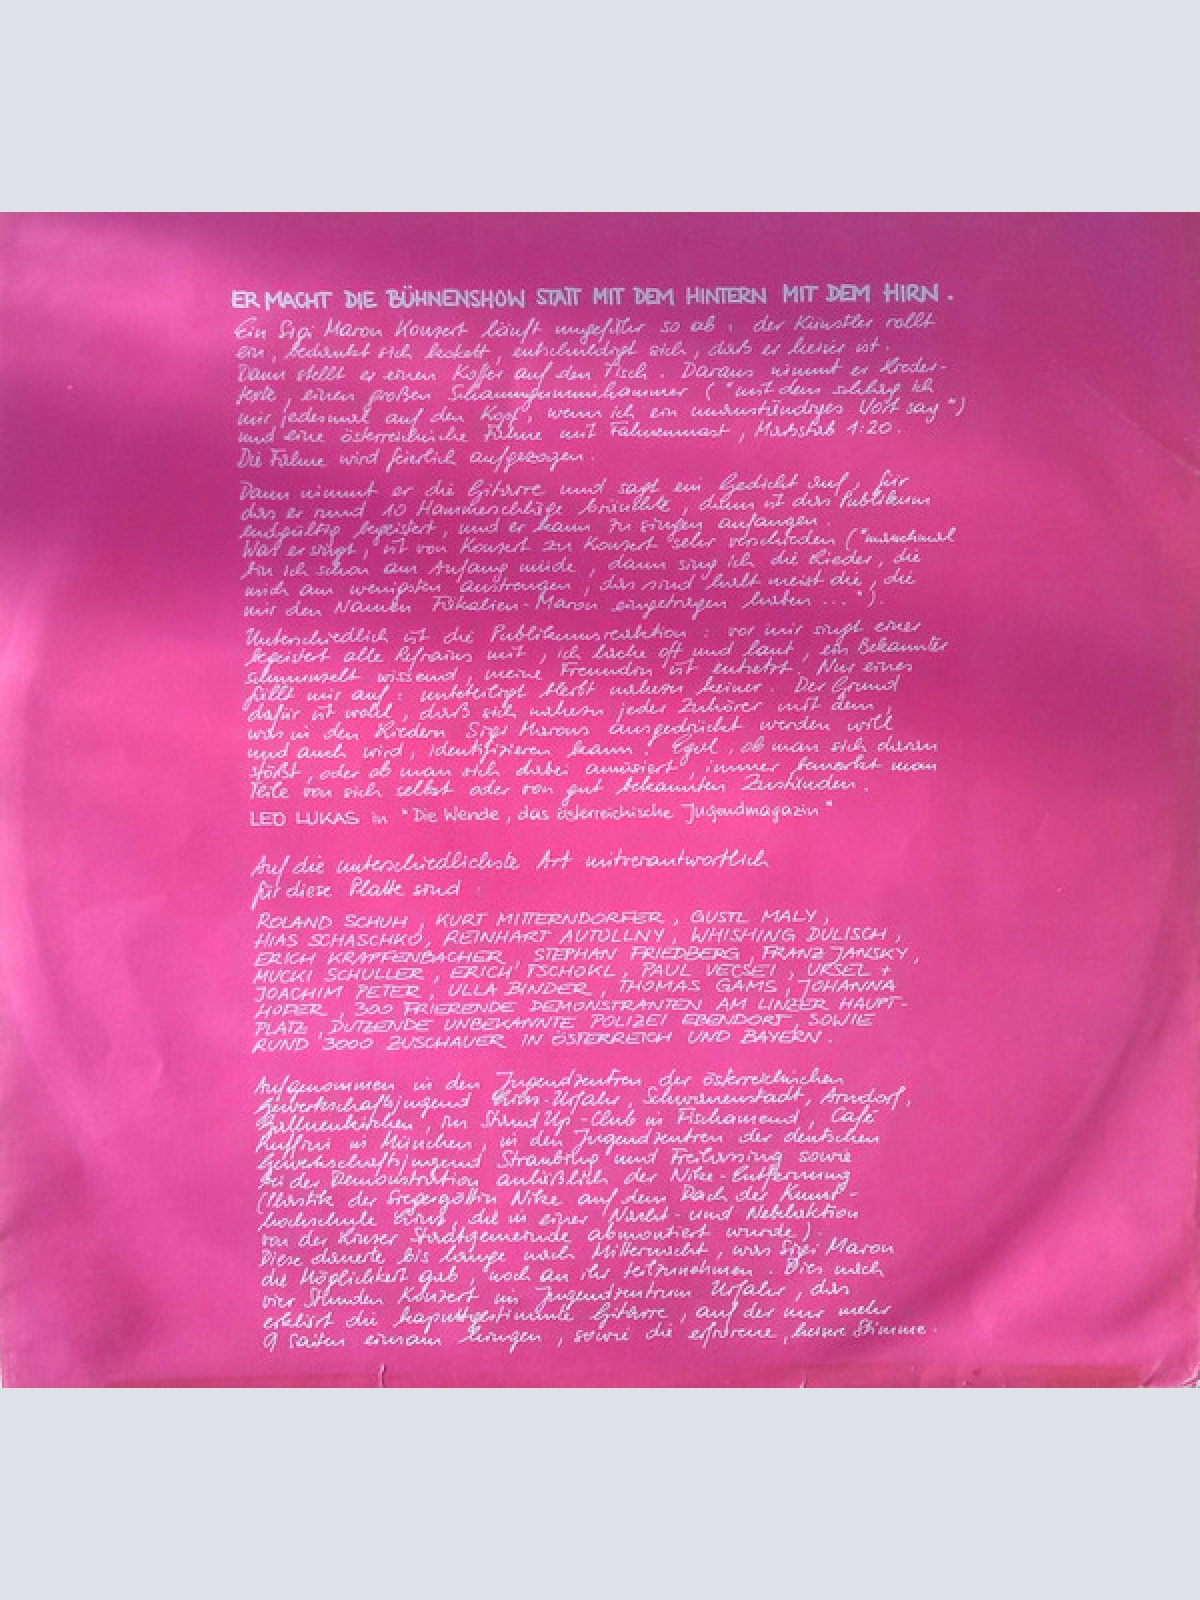 ER MACHT DIE BÜHNENSHOW STATT MIT DEM HINTERN MIT DEM HIRN.
Ein Sigi Maron Konzert läuft ungefähr so ab: der Künstler rollt
ein, bedankt sich bockt, entschuldigt sich, daß er heiser ist.
Dann stellt er einen Koffer auf den Tisch. Daraus nimmt er Lieder-
texte, einen großen Schaumgummihammer ("mit dem schlag ich
mir jedesmal auf den Kopf, wenn ich ein unanständiges Wort sag")
und eine österreichische Fahne mit Fahnenmast, Maßstab 1:20.
Die Fahne wird feierlich aufgezogen.
Dann nimmt er die Gitarre und sagt ein Gedicht auf, für
das er rund 10 Hammerschläge bräuchte, dann ist das Publikum
endgültig begeistert, und er kann zu singen anfangen.
Was er singt, ist von Konzert zu Konzert sehr verschieden ("manchmal
bin ich schon am Anfang müde, dann sing ich die Lieder, die
mich am wenigsten anstrengen, das sind halt meist die, die
mir den Namen Fäkalien-Maron eingetragen haben ...").
Unterschiedlich ist die Publikumsreaktion: vor mir singt einer
begeistert alle Refrains mit, ich lache oft und laut, ein Bekannter
schmunzelt wissend, meine Freundin ist entsetzt. Nur eines
fällt mir auf: unbeteiligt bleibt nahezu keiner. Der Grund
dafür ist wohl, daß sich nahezu jeder Zuhörer mit dem,
was in den Liedern Sigi Marons ausgedrückt werden will
und auch wird, identifizieren kann. Egal, ob man sich daran
stößt, oder ob man sich dabei amüsiert, immer bemerkt man
Teile von sich selbst oder von gut bekannten Zuständen.
LEO LUKAS in "Die Wende, das österreichische Jugendmagazin"
Auf die unterschiedlichste Art mitverantwortlich
für diese Platte sind:
ROLAND SCHUH, KURT MITTERNDORFER, GUSTL MALY,
HIAS SCHASCHKO, REINHART AUTOLLNY, WHISHING DULISCH,
ERICH KRAPFENBACHER, STEPHAN FRIEDBERG, FRANZ JANSKY,
MUCKI SCHULLER, ERICH TSCHOKL, PAUL VECSEI, URSEL +
JOACHIM PETER, ULLA BINDER, THOMAS GAMS, JOHANNA
HOFER, 300 FRIERENDE DEMONSTRANTEN AM LINZER HAUPT-
PLATZ, DUTZENDE UNBEKANNTE POLIZEI EBENDORT, SOWIE
RUND 3000 ZUSCHAUER IN ÖSTERREICH UND BAYERN.
Aufgenommen in den Jugendzentren der österreichischen
Gewerkschaftsjugend Linz-Urfahr, Schwanenstadt, Arndorf,
im Stand Up-Club in Fischamend, Café
Ruffini in München, in den Jugendzentren der deutschen
Gewerkschaftsjugend Straubing und Freilassing sowie
bei der Demonstration anläßlich der Nike-Entfernung
(Plastik der Siegesgöttin Nike auf dem Dach der Kunst-
hochschule Linz, die in einer Nacht- und Nebelaktion
von der Linzer Stadtgemeinde abmontiert wurde).
Diese dauerte bis lange nach Mitternacht, was Sigi Maron
die Möglichkeit gab, noch an ihr teilzunehmen. Dies nach
vier Stunden Konzert im Jugendzentrum Urfahr, das
erklärt die kaputtgestimmte Gitarre, auf der nur mehr
9 Saiten einsam hingen, sowie die erfrorene, heisere Stimme.